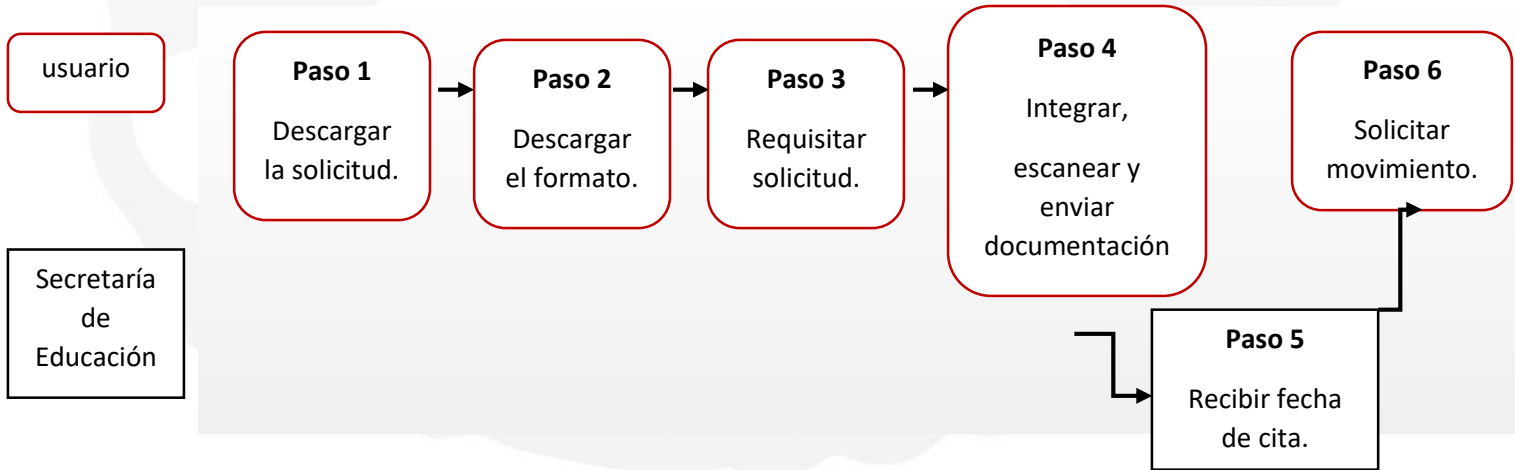 usuario
Paso 1
Descargar
la solicitud.
Paso 2
Descargar
el formato.
Paso 3
Requisitar
solicitud.
Paso 4
Integrar,
escanear y
enviar
documentación
Paso 6
Solicitar
movimiento.
Secretaría
de
Educación
Paso 5
Recibir fecha
de cita.